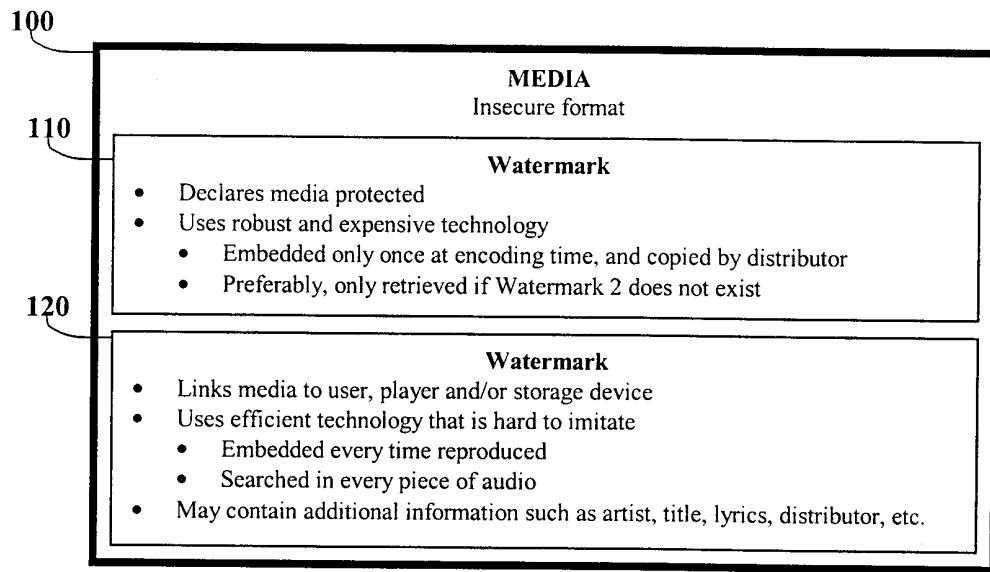 100
MEDIA
Insecure format
110
Watermark
• Declares media protected
• Uses robust and expensive technology
• Embedded only once at encoding time, and copied by distributor
• Preferably, only retrieved if Watermark 2 does not exist
120
Watermark
• Links media to user, player and/or storage device
• Uses efficient technology that is hard to imitate
• Embedded every time reproduced
• Searched in every piece of audio
• May contain additional information such as artist, title, lyrics, distributor, etc.